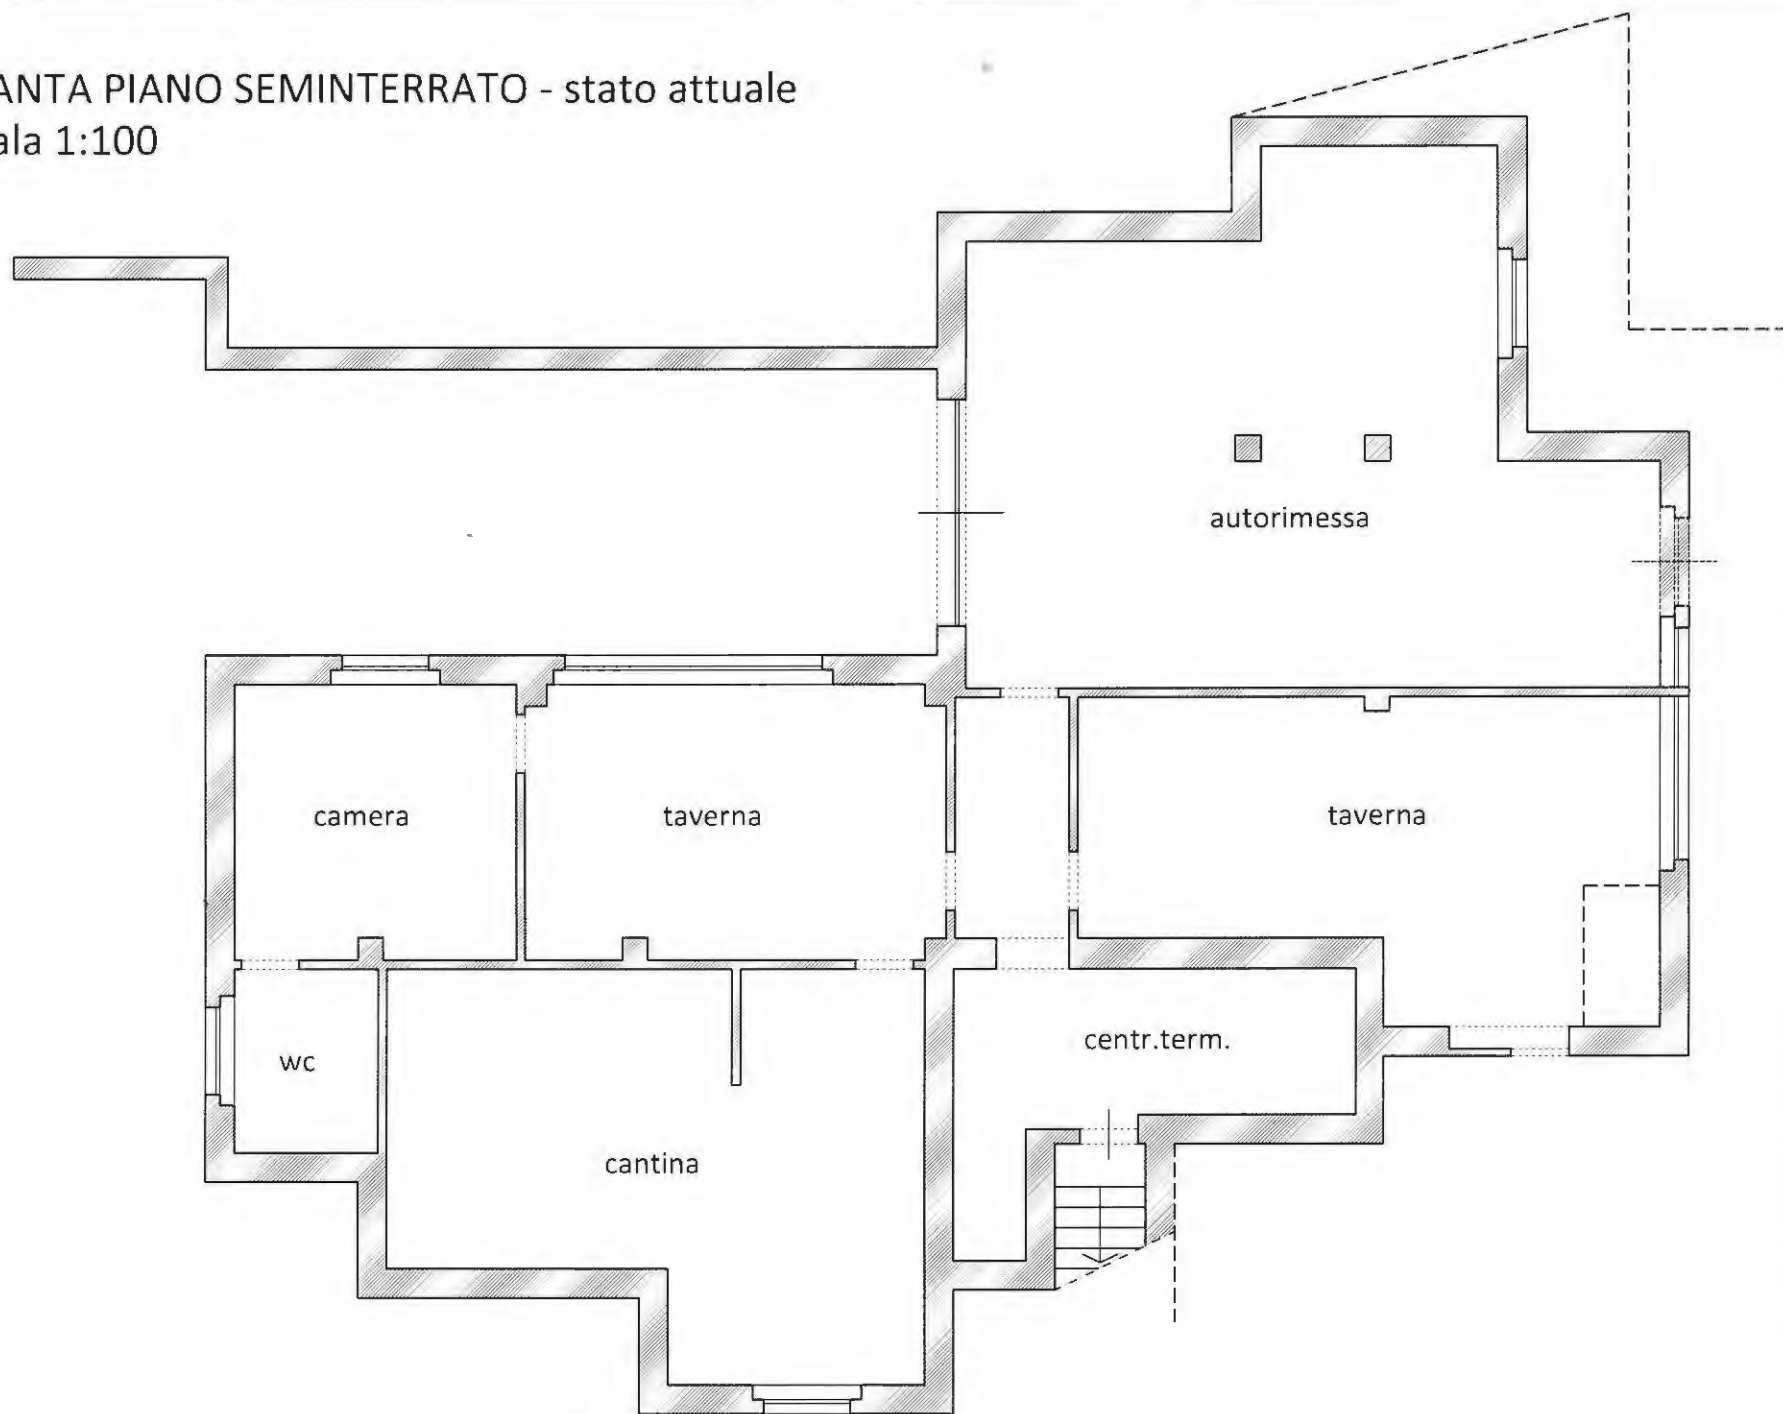 ANTA PIANO SEMINTERRATO - stato attuale
ala 1:100
autorimessa
camera
taverna
taverna
centr.term.
wc
cantina